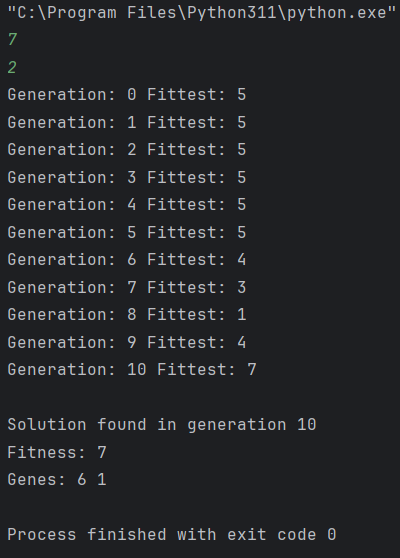 "C:\Program Files\Python311\python.exe"
7
2
Generation: 0 Fittest: 5
Generation: 1 Fittest: 5
Generation: 2 Fittest: 5
Generation: 3 Fittest: 5
Generation: 4 Fittest: 5
Generation: 5 Fittest: 5
Generation: 6 Fittest: 4
Generation: 7 Fittest: 3
Generation: 8 Fittest: 1
Generation: 9 Fittest: 4
Generation: 10 Fittest: 7
Solution found in generation 10
Fitness: 7
Genes: 6 1
Process finished with exit code 0